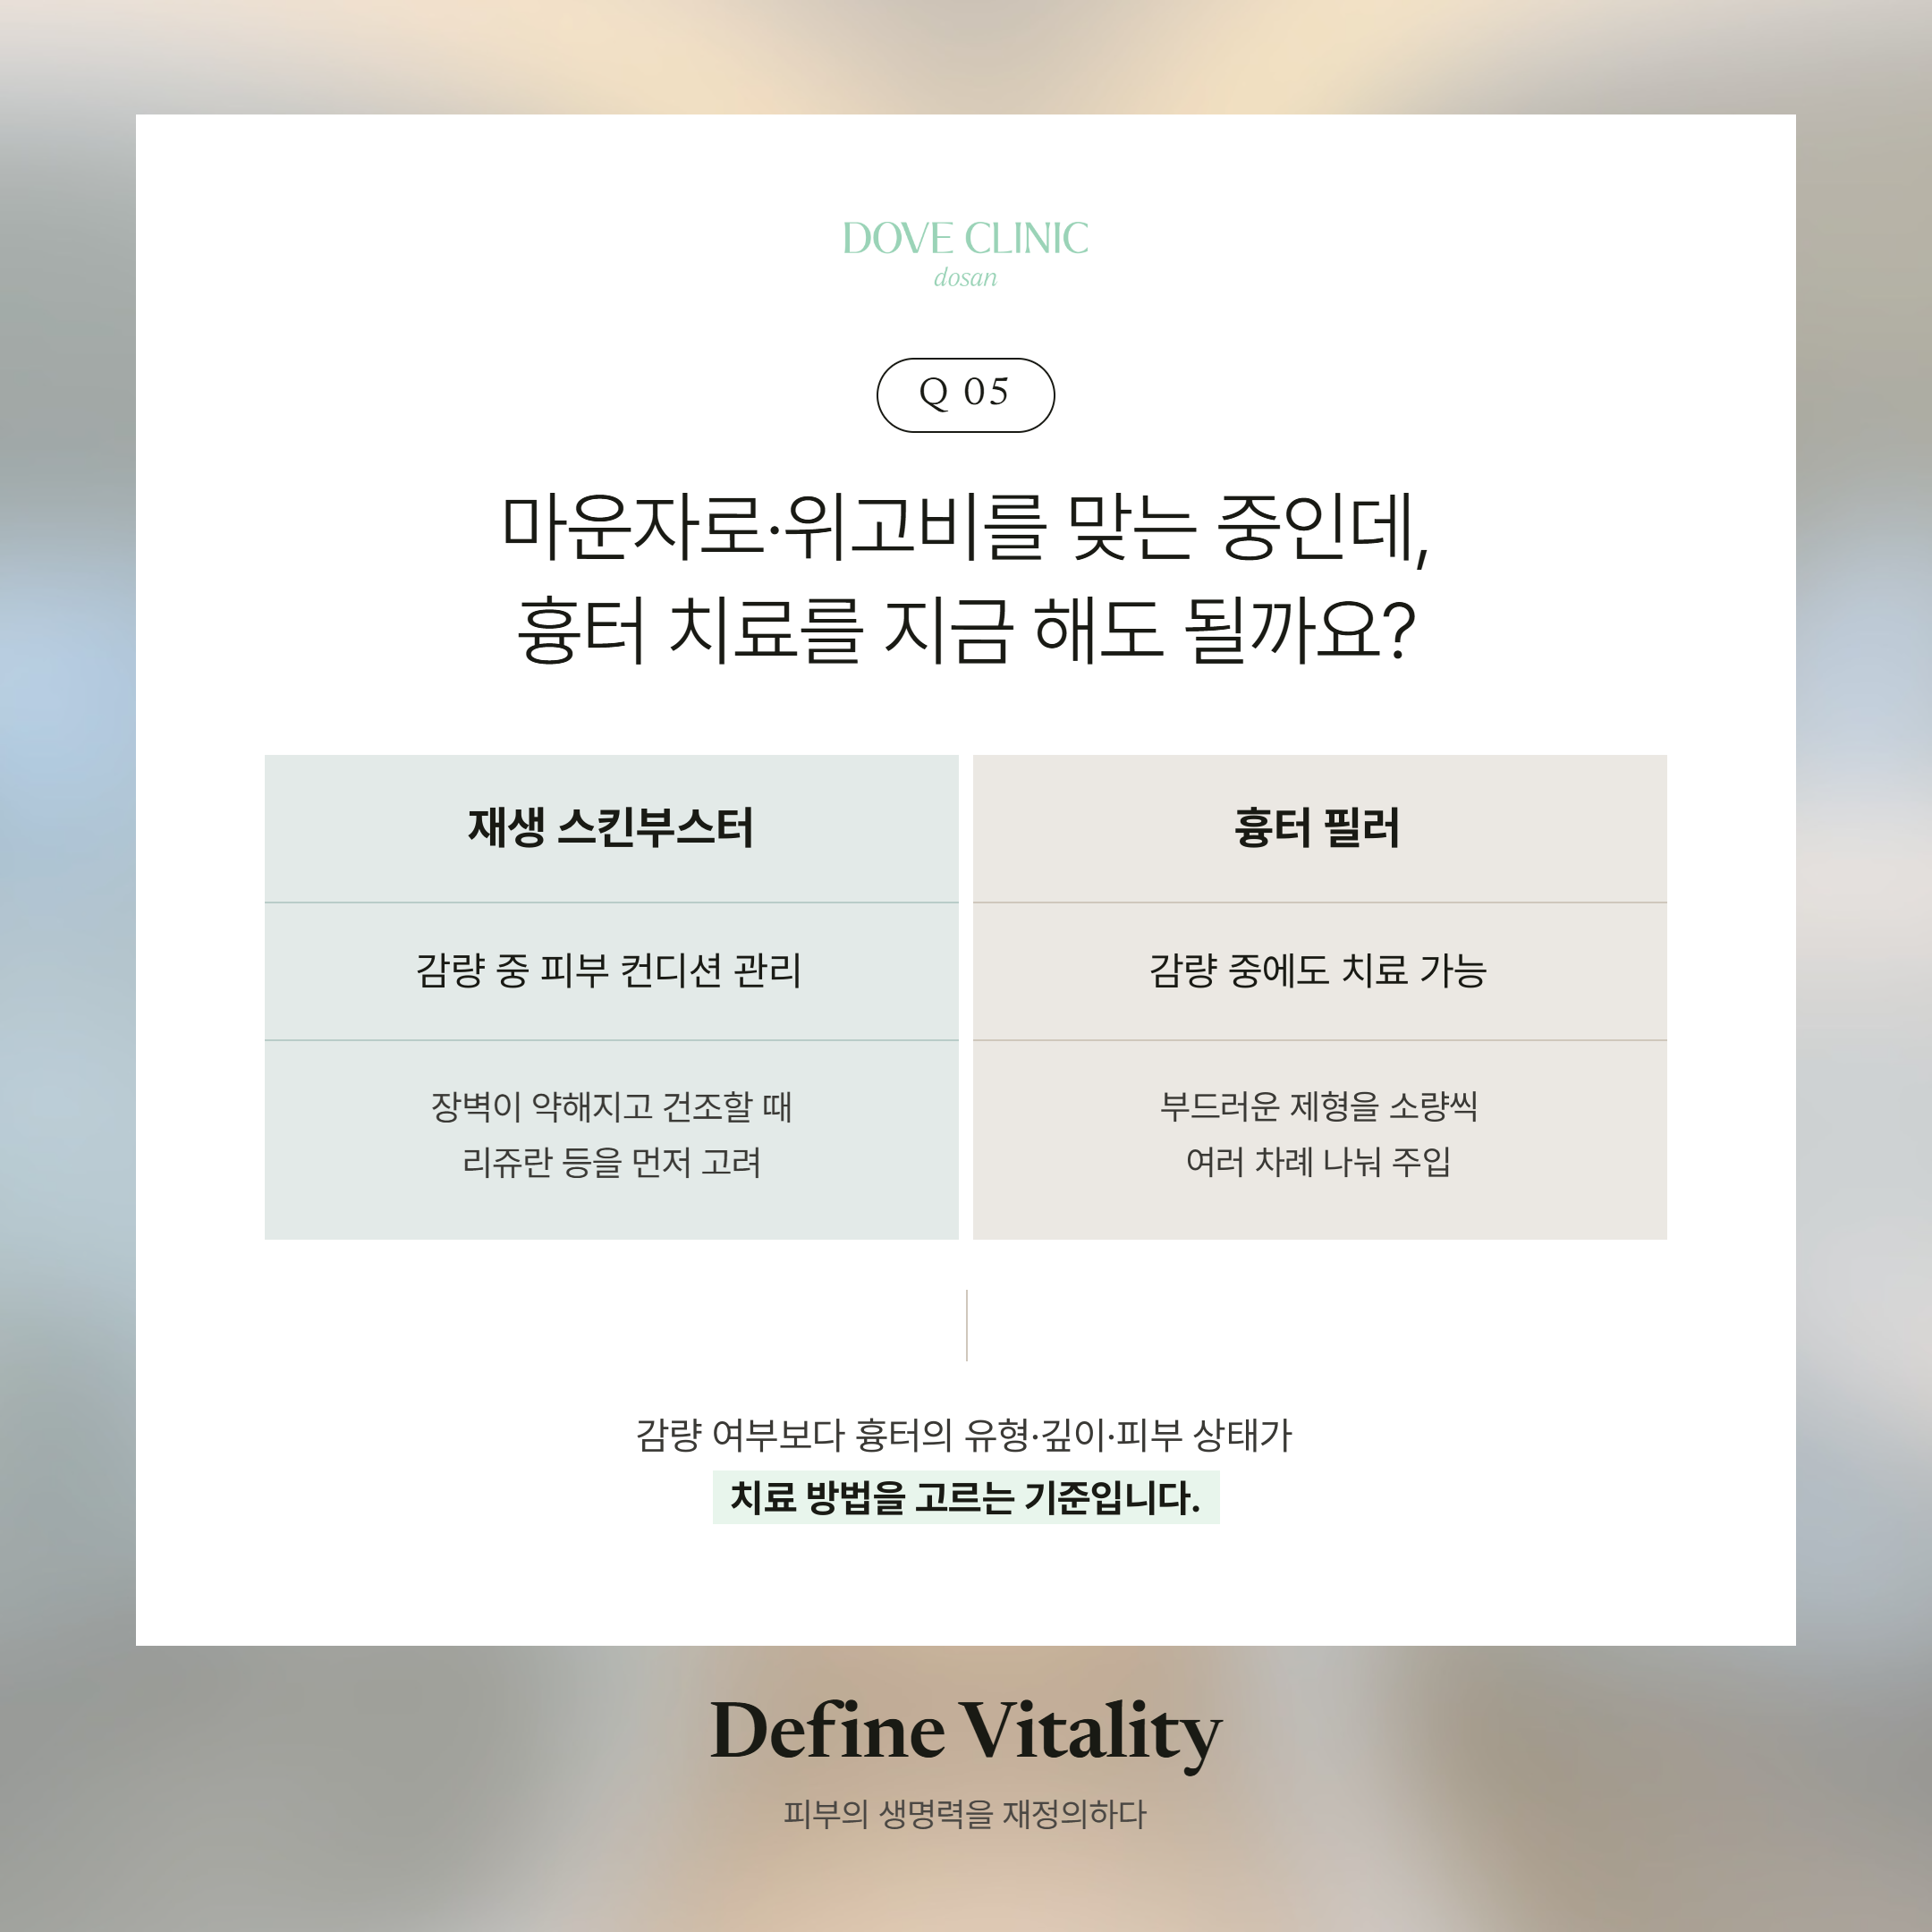 DOVE CLINIC
dosan
Q 05
마운자로·위고비를 맞는 중인데,
흉터 치료를 지금 해도 될까요?
재생 스킨부스터
감량 중 피부 컨디션 관리
장벽이 약해지고 건조할 때
리쥬란 등을 먼저 고려
흉터 필러
감량 중에도 치료 가능
부드러운 제형을 소량씩
여러 차례 나눠 주입
감량 여부보다 흉터의 유형·깊이·피부 상태가
치료 방법을 고르는 기준입니다.
Define Vitality
피부의 생명력을 재정의하다